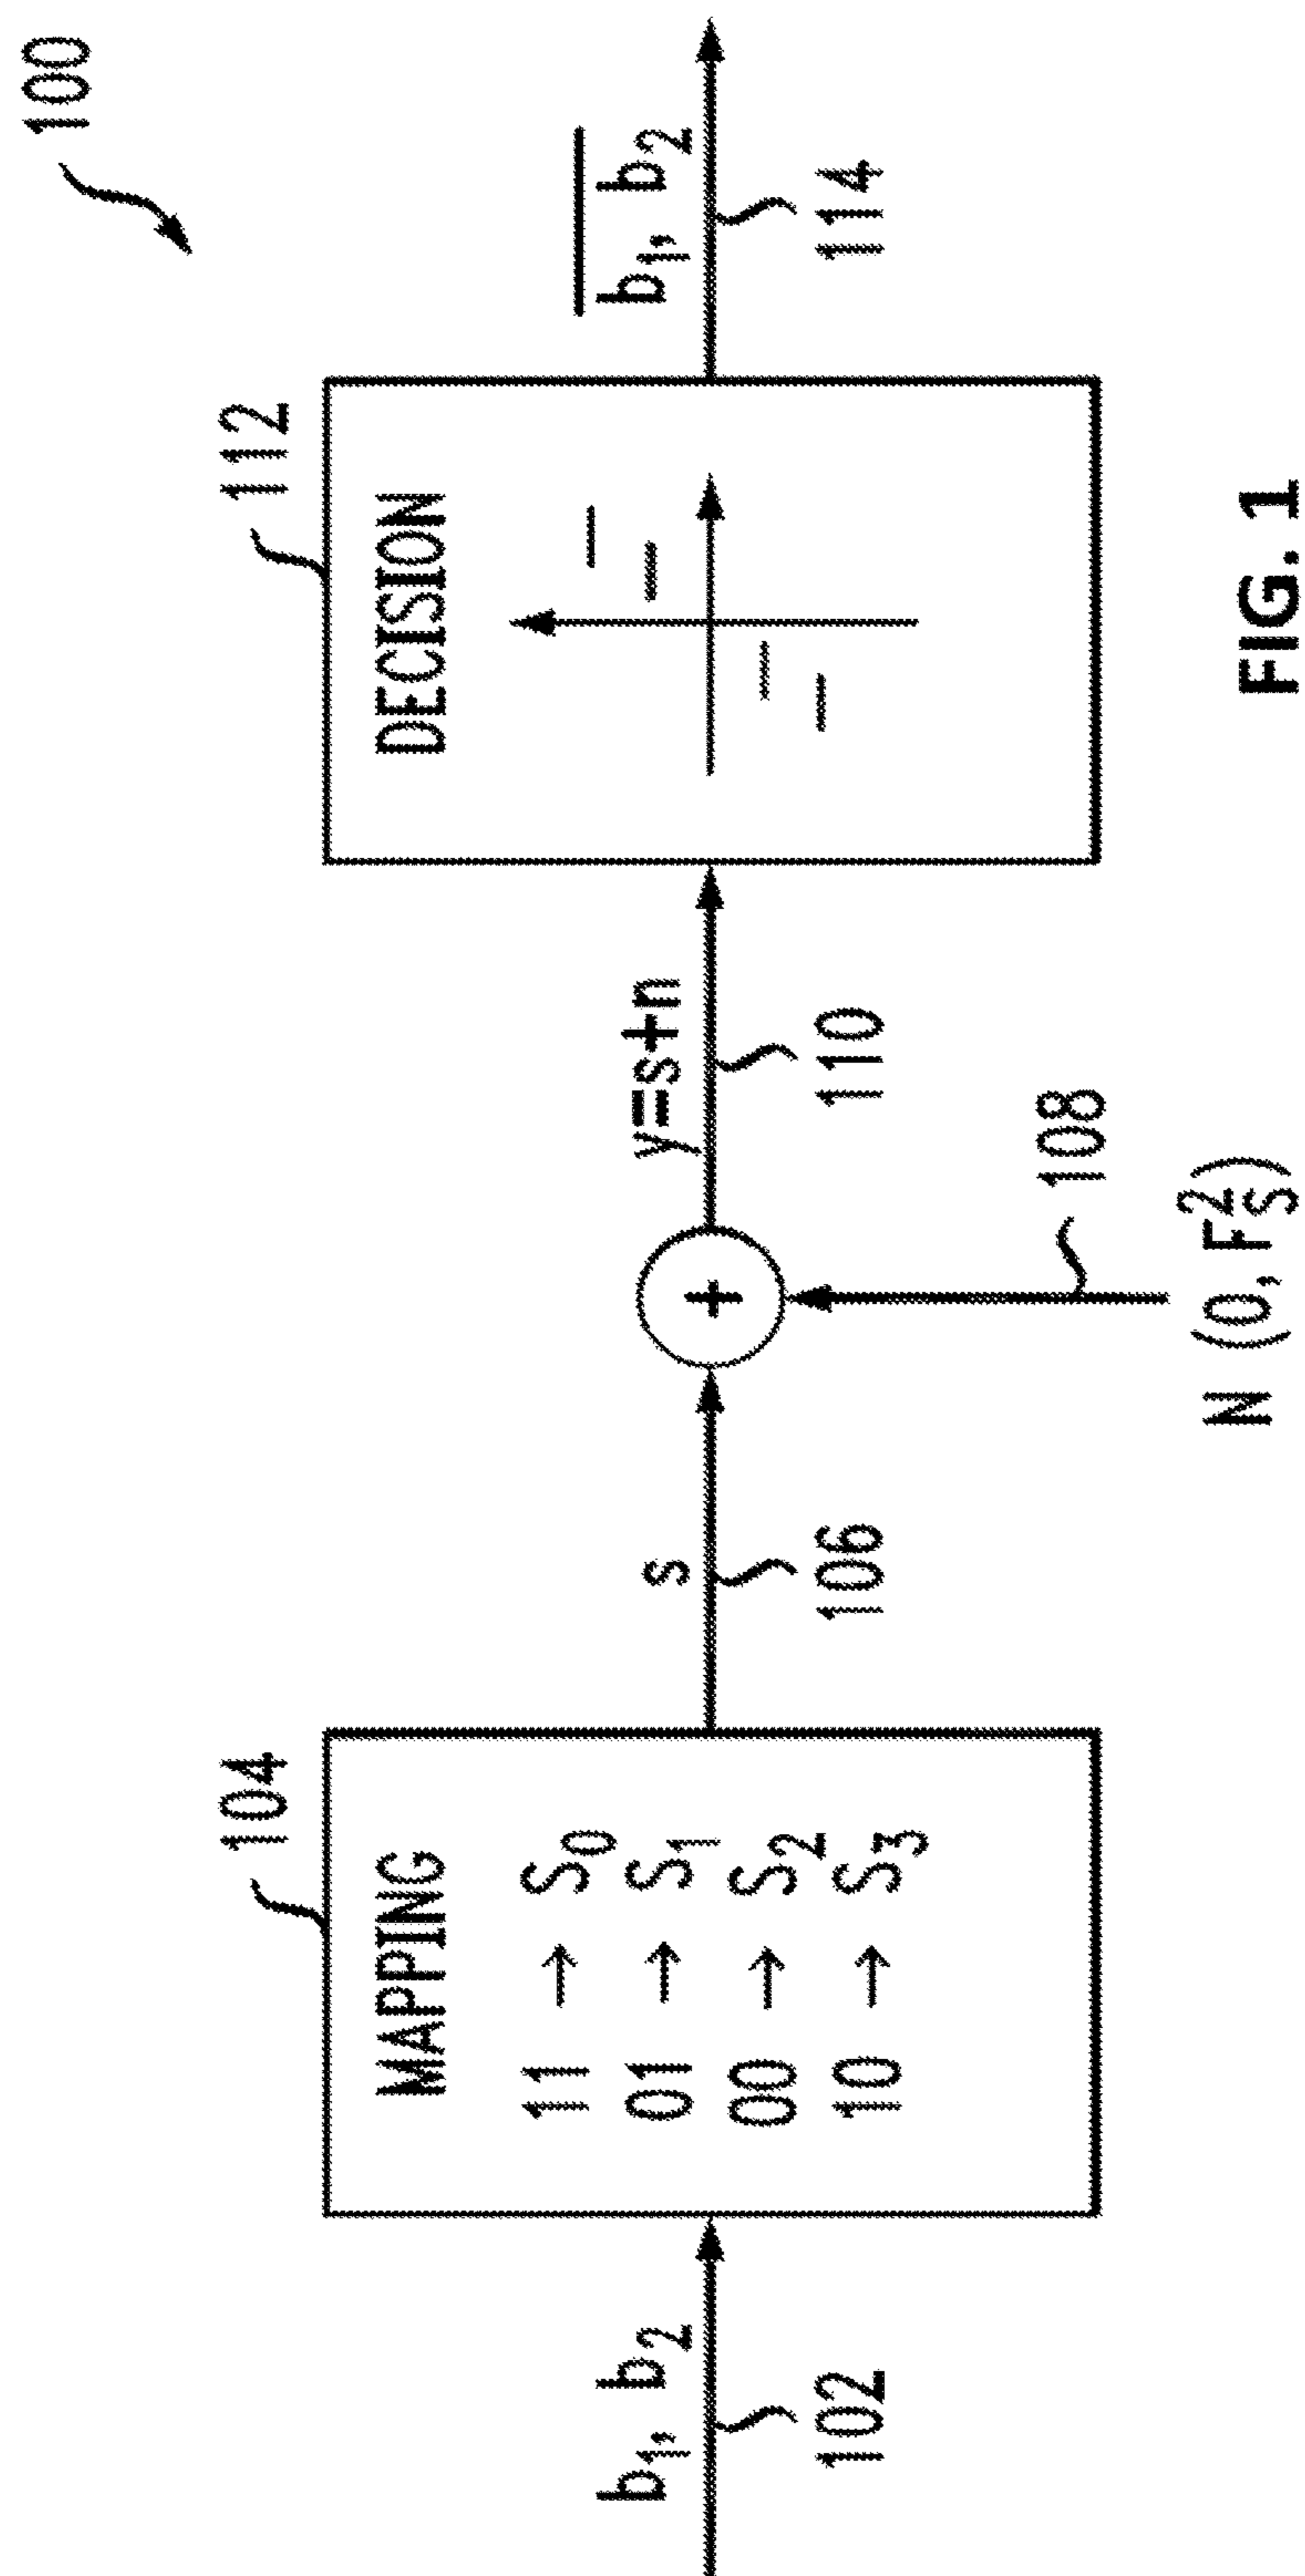 100
b₁, b₂
102
104
MAPPING
11 → S₀
01 → S₁
00 → S₂
10 → S₃
s
106
+
N (0, F²S)
108
y=s+n
110
112
DECISION
b₁, b₂
114
FIG. 1